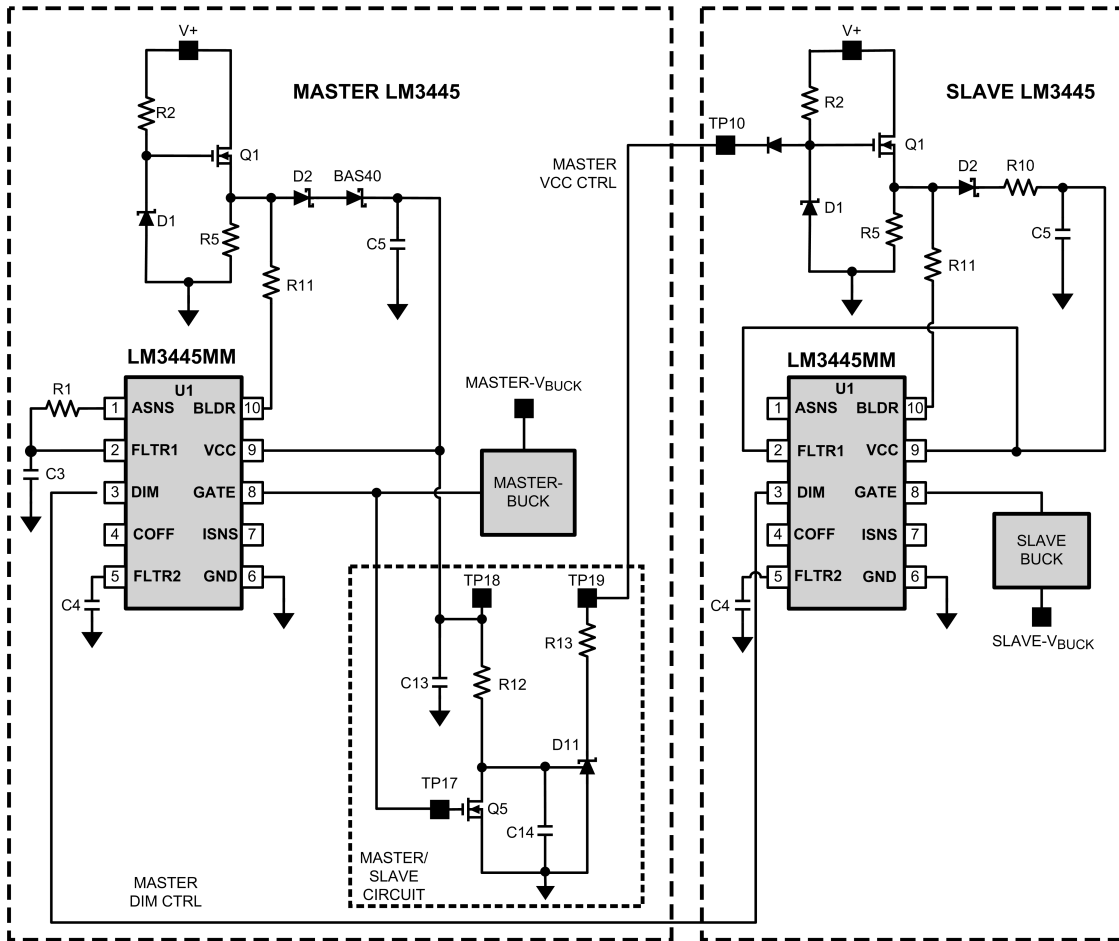 V+
R2
Q1
D1
R5
R11
D2
BAS40
C5
MASTER LM3445
LM3445MM
U1
R1
C3
1 ASNS
2 FLTR1
3 DIM
4 COFF
5 FLTR2
BLDR 10
VCC 9
GATE 8
ISNS 7
GND 6
C4
MASTER-VBUCK
MASTER-
BUCK
TP18
TP19
R13
C13
R12
D11
TP17
Q5
C14
MASTER/
SLAVE
CIRCUIT
MASTER
DIM CTRL
MASTER
VCC CTRL
TP10
V+
R2
Q1
D1
R5
R11
D2
R10
C5
SLAVE LM3445
LM3445MM
U1
1 ASNS
2 FLTR1
3 DIM
4 COFF
5 FLTR2
BLDR 10
VCC 9
GATE 8
ISNS 7
GND 6
C4
SLAVE
BUCK
SLAVE-VBUCK